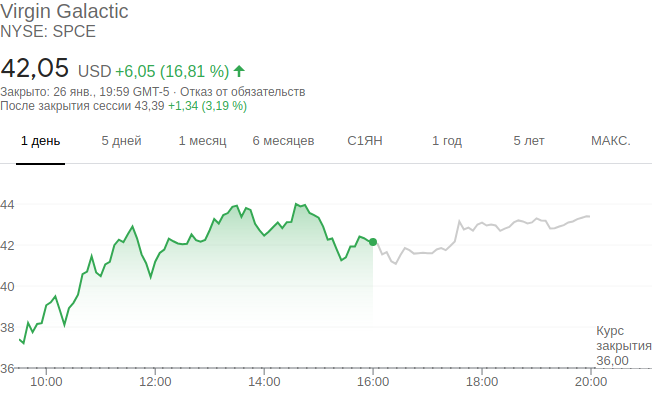 Virgin Galactic
NYSE: SPCE
42,05 USD +6,05 (16,81 %)
Закрыто: 26 янв., 19:59 GMT-5 · Отказ от обязательств
После закрытия сессии 43,39 +1,34 (3,19 %)
1 день 5 дней 1 месяц 6 месяцев С1ЯН 1 год 5 лет МАКС.
44
42
40
38
36
Курс
закрытия
36,00
10:00 12:00 14:00 16:00 18:00 20:00